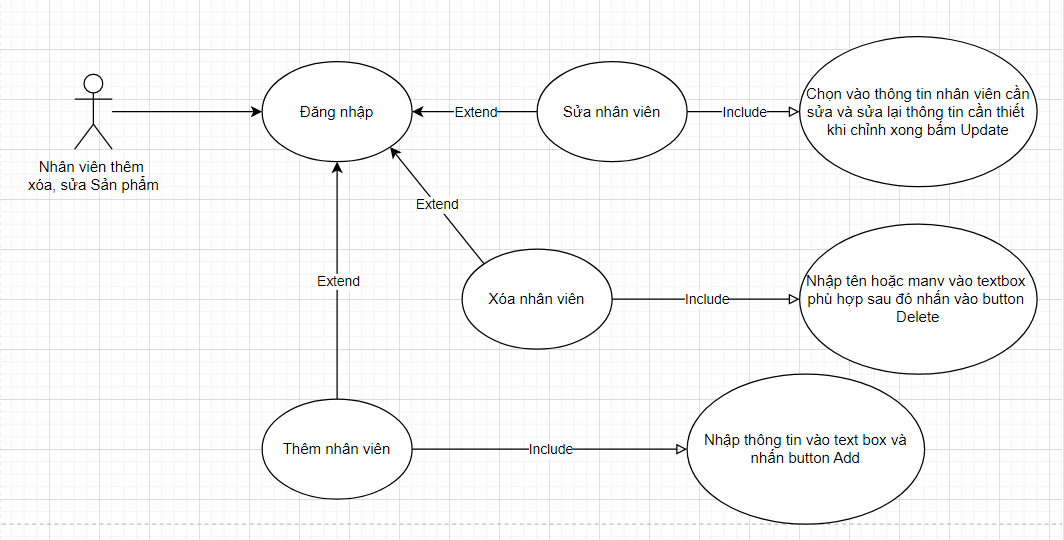 Nhân viên thêm
xóa, sửa Sản phẩm
Đăng nhập
Extend
Sửa nhân viên
Include
Chọn vào thông tin nhân viên cần
sửa và sửa lại thông tin cần thiết
khi chỉnh xong bấm Update
Extend
Xóa nhân viên
Include
Nhập tên hoặc manv vào textbox
phù hợp sau đó nhấn vào button
Delete
Extend
Thêm nhân viên
Include
Nhập thông tin vào text box và
nhấn button Add